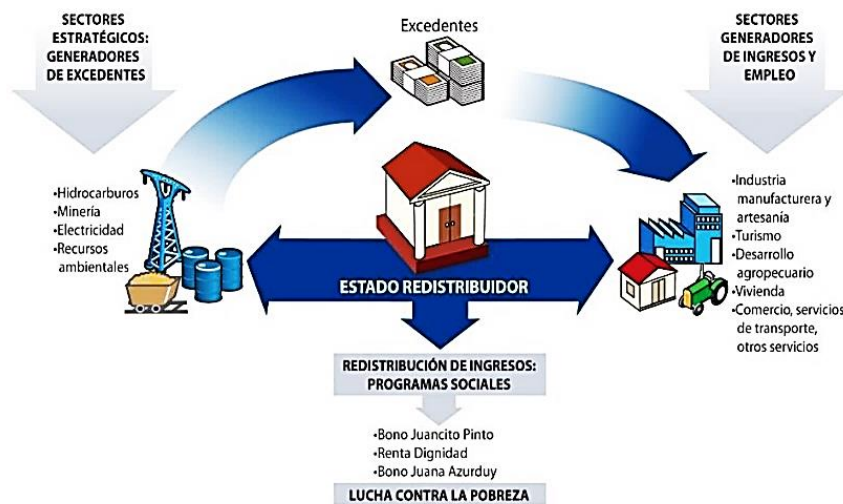 SECTORES
ESTRATÉGICOS:
GENERADORES
DE EXCEDENTES
Excedentes
SECTORES
GENERADORES
DE INGRESOS Y
EMPLEO
•Hidrocarburos
•Minería
•Electricidad
•Recursos
ambientales
•Industria
manufacturera y
artesanía
•Turismo
•Desarrollo
agropecuario
•Vivienda
•Comercio, servicios
de transporte,
otros servicios
ESTADO REDISTRIBUIDOR
REDISTRIBUCIÓN DE INGRESOS:
PROGRAMAS SOCIALES
•Bono Juancito Pinto
•Renta Dignidad
•Bono Juana Azurduy
LUCHA CONTRA LA POBREZA